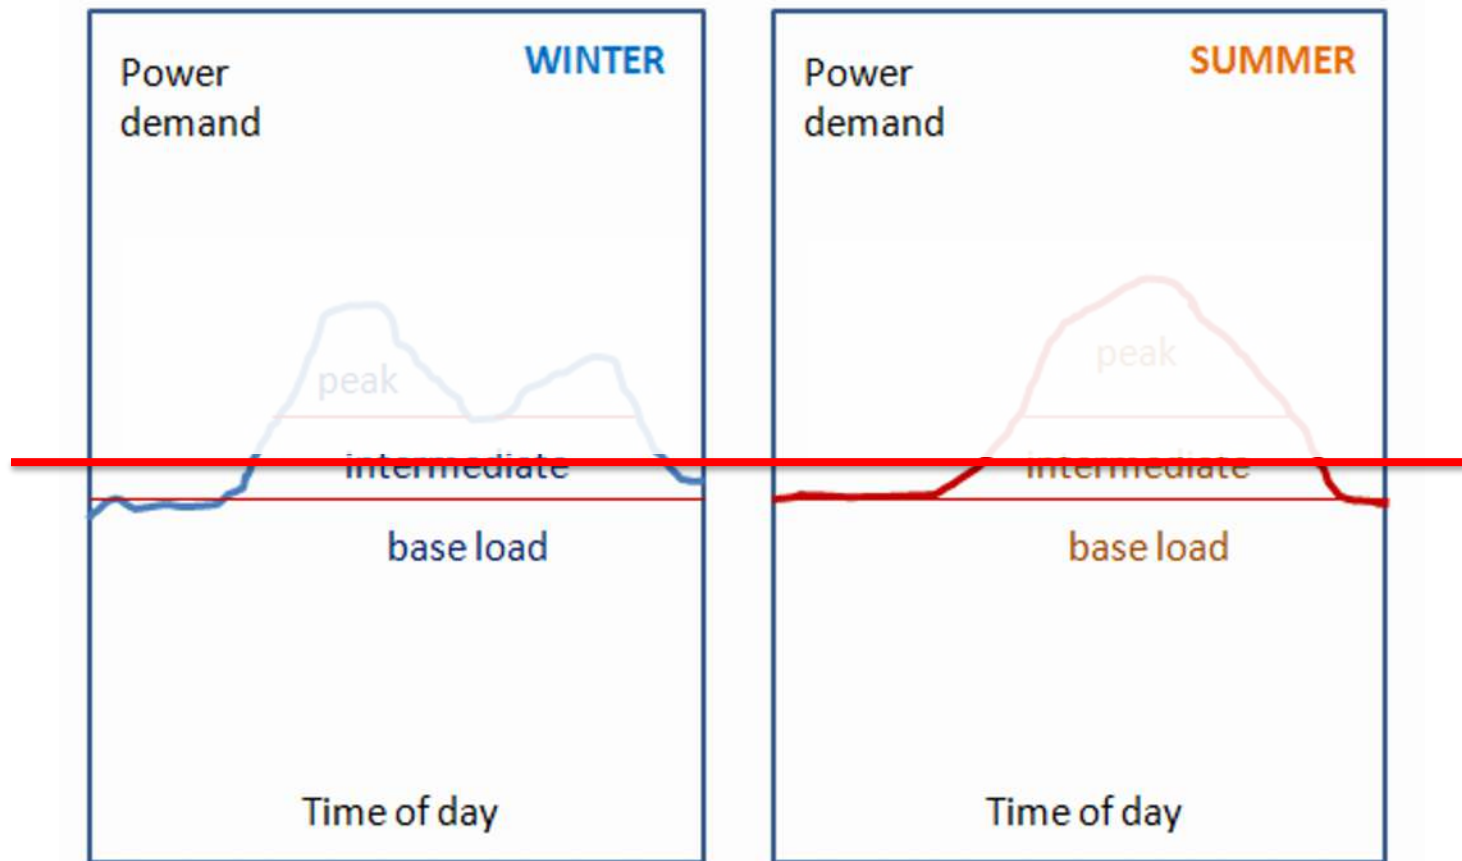 Power
demand
WINTER
peak
intermediate
base load
Time of day
Power
demand
SUMMER
peak
intermediate
base load
Time of day